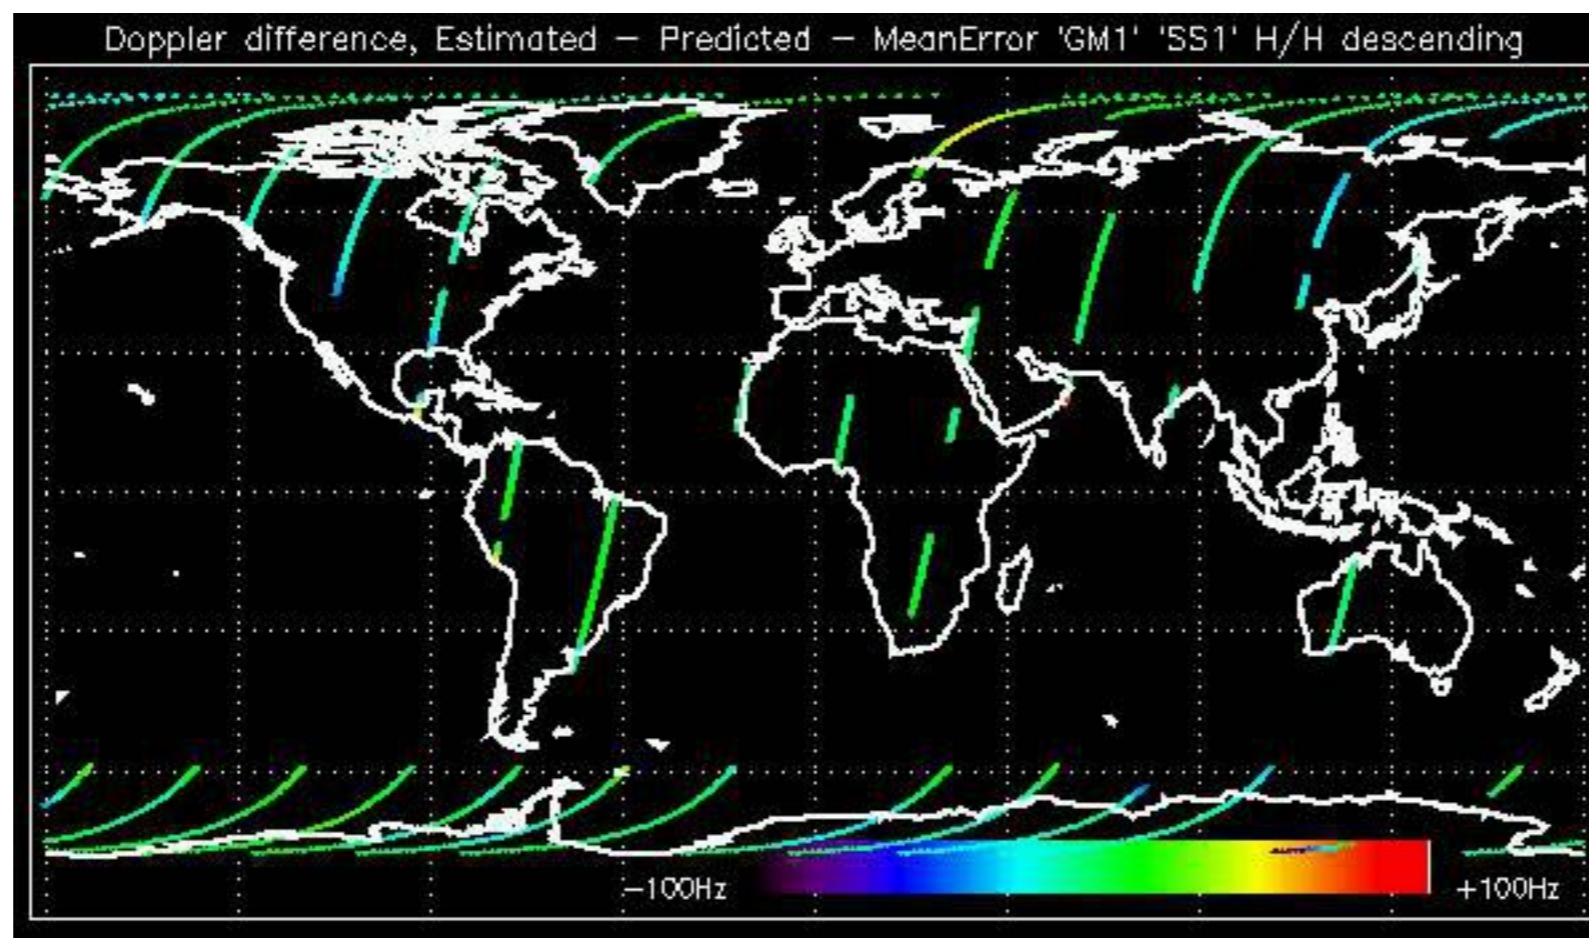 Doppler difference, Estimated – Predicted – MeanError 'GM1' 'SS1' H/H descending
–100Hz
+100Hz